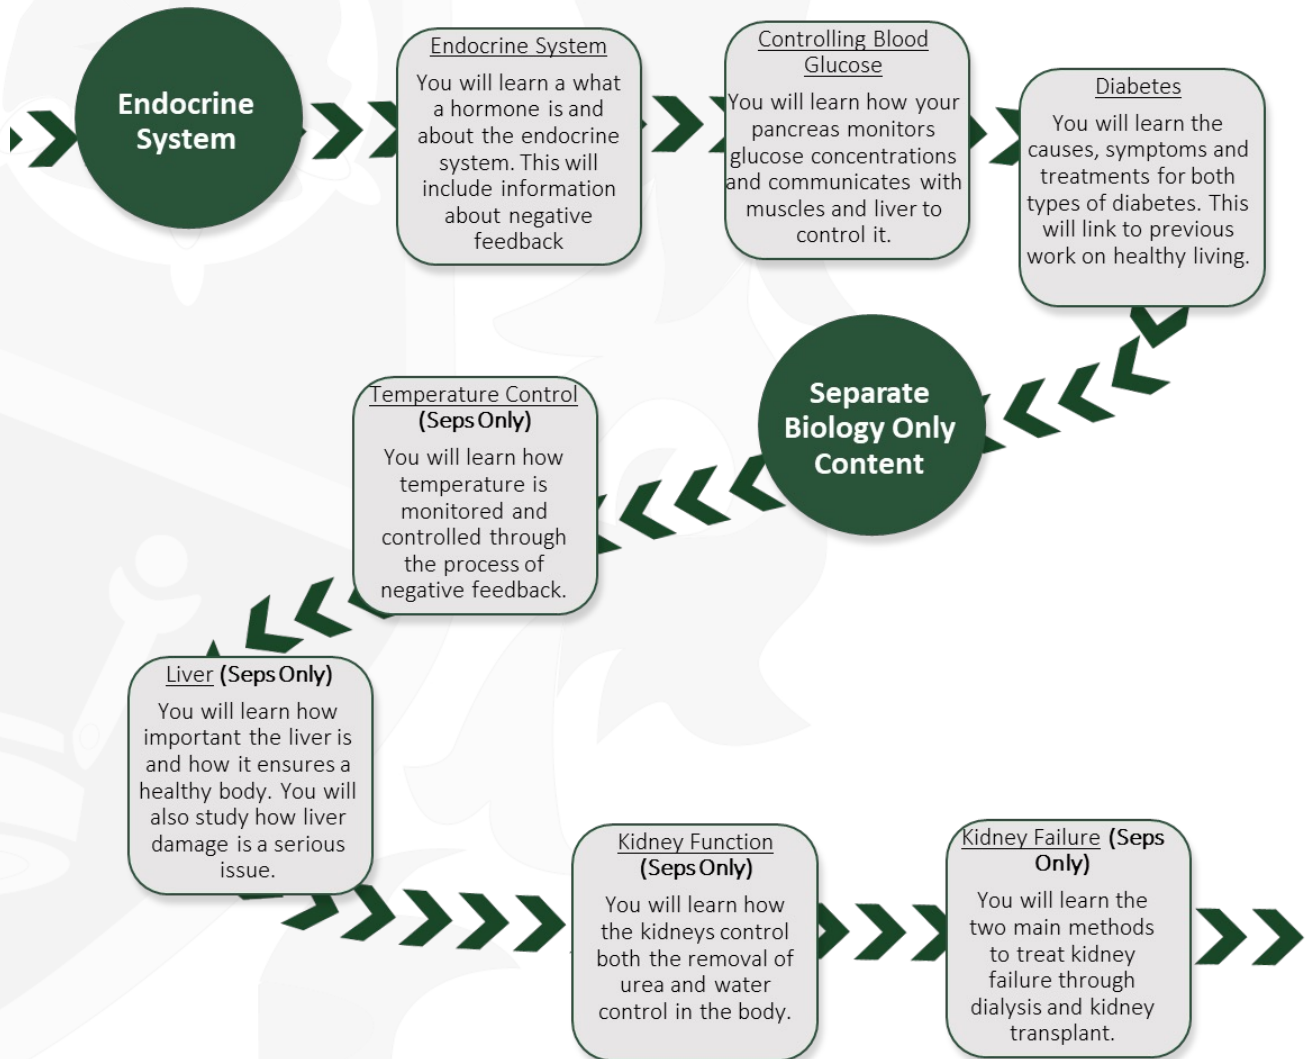 Endocrine
System
Endocrine System
You will learn a what
a hormone is and
about the endocrine
system. This will
include information
about negative
feedback
Controlling Blood
Glucose
You will learn how your
pancreas monitors
glucose concentrations
and communicates with
muscles and liver to
control it.
Diabetes
You will learn the
causes, symptoms and
treatments for both
types of diabetes. This
will link to previous
work on healthy living.
Separate
Biology Only
Content
Temperature Control
(Seps Only)
You will learn how
temperature is
monitored and
controlled through
the process of
negative feedback.
Liver (Seps Only)
You will learn how
important the liver is
and how it ensures a
healthy body. You will
also study how liver
damage is a serious
issue.
Kidney Function
(Seps Only)
You will learn how
the kidneys control
both the removal of
urea and water
control in the body.
Kidney Failure (Seps
Only)
You will learn the
two main methods
to treat kidney
failure through
dialysis and kidney
transplant.